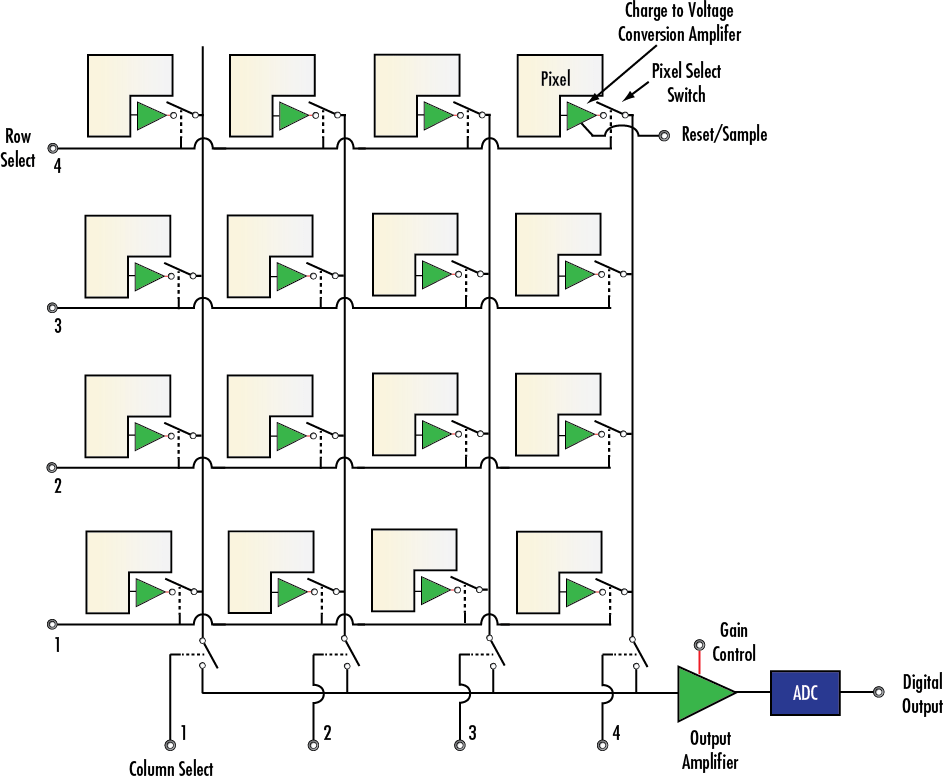 Charge to Voltage
Conversion Amplifer
Pixel
Pixel Select
Switch
Reset/Sample
Row
Select
4
3
2
1
Gain
Control
ADC
Digital
Output
Output
Amplifier
1
2
3
4
Column Select